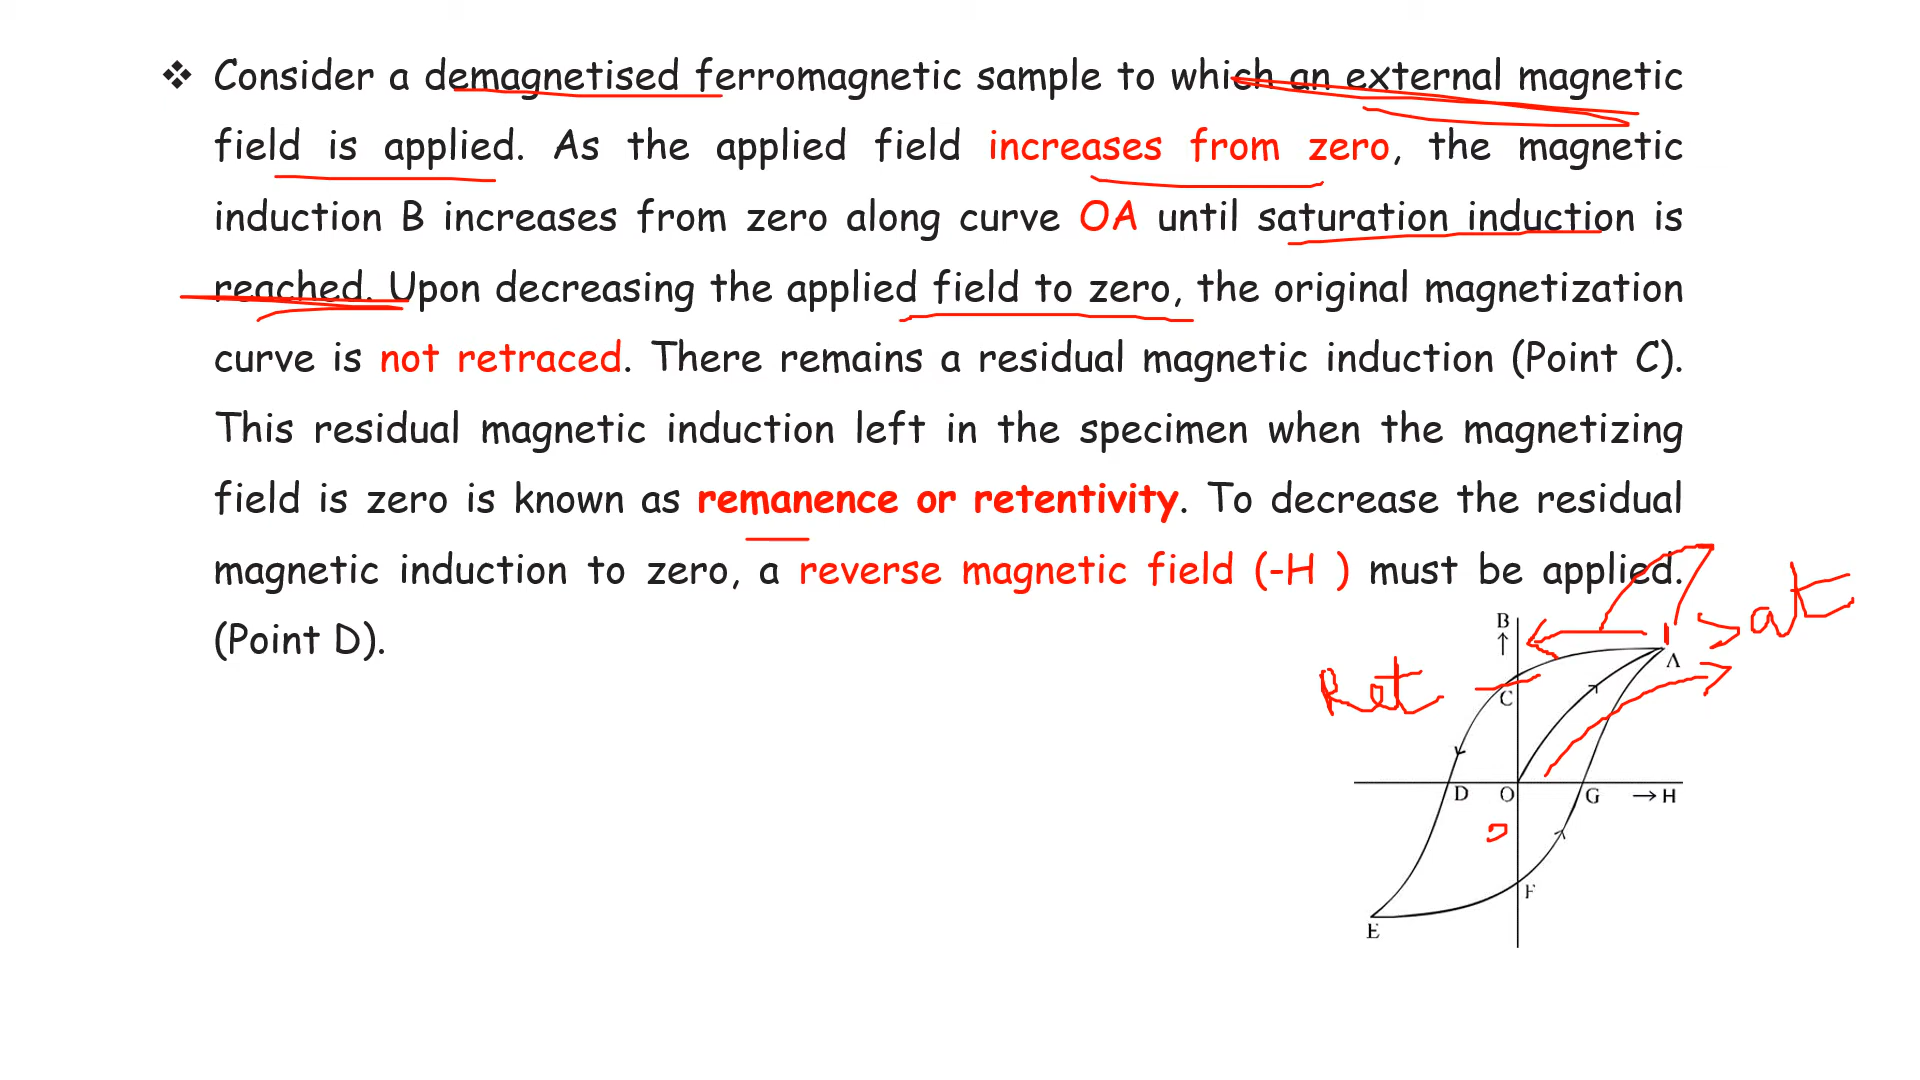 ❖ Consider a demagnetised ferromagnetic sample to which an external magnetic
field is applied. As the applied field increases from zero, the magnetic
induction B increases from zero along curve OA until saturation induction is
reached. Upon decreasing the applied field to zero, the original magnetization
curve is not retraced. There remains a residual magnetic induction (Point C).
This residual magnetic induction left in the specimen when the magnetizing
field is zero is known as remanence or retentivity. To decrease the residual
magnetic induction to zero, a reverse magnetic field (-H ) must be applied.
(Point D).
B
↑
Sat
A
Ret
C
D
O
G
→ H
F
E